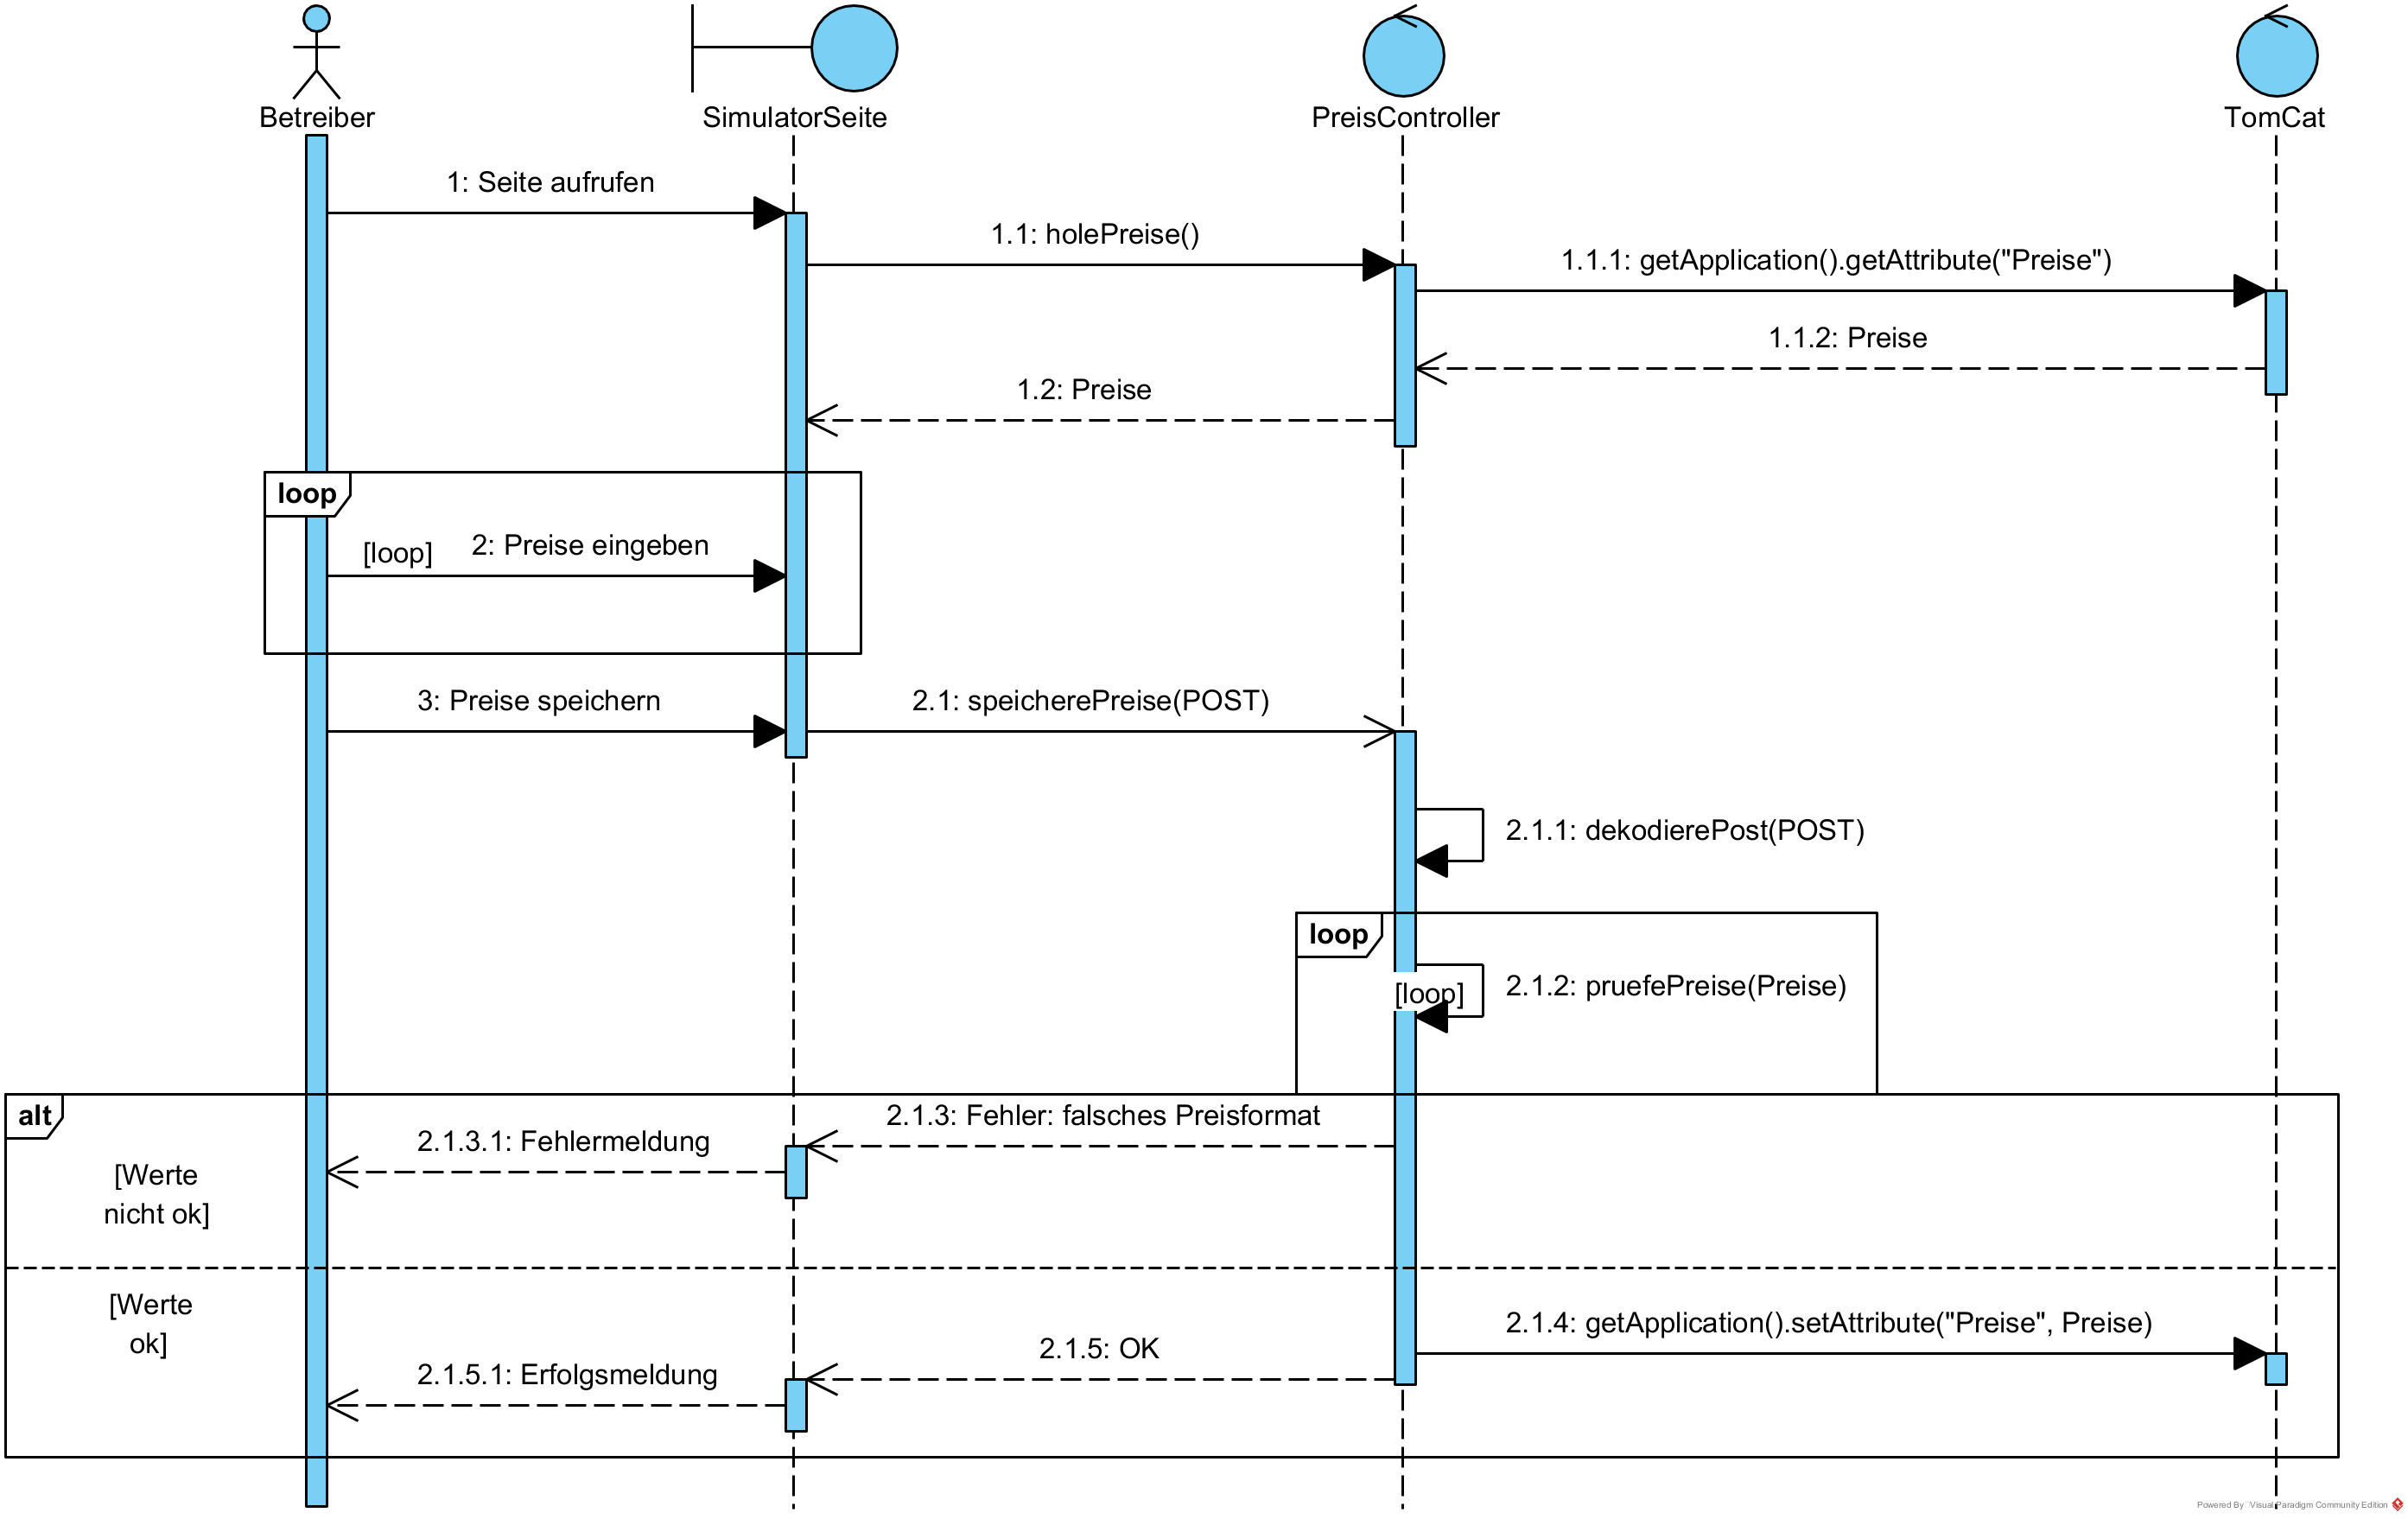 Betreiber
SimulatorSeite
PreisController
TomCat
1: Seite aufrufen
1.1: holePreise()
1.1.1: getApplication().getAttribute("Preise")
1.1.2: Preise
1.2: Preise
loop
[loop]
2: Preise eingeben
3: Preise speichern
2.1: speicherePreise(POST)
2.1.1: dekodierePost(POST)
loop
[loop]
2.1.2: pruefePreise(Preise)
alt
2.1.3: Fehler: falsches Preisformat
2.1.3.1: Fehlermeldung
[Werte
nicht ok]
[Werte
ok]
2.1.4: getApplication().setAttribute("Preise", Preise)
2.1.5: OK
2.1.5.1: Erfolgsmeldung
Powered By Visual Paradigm Community Edition